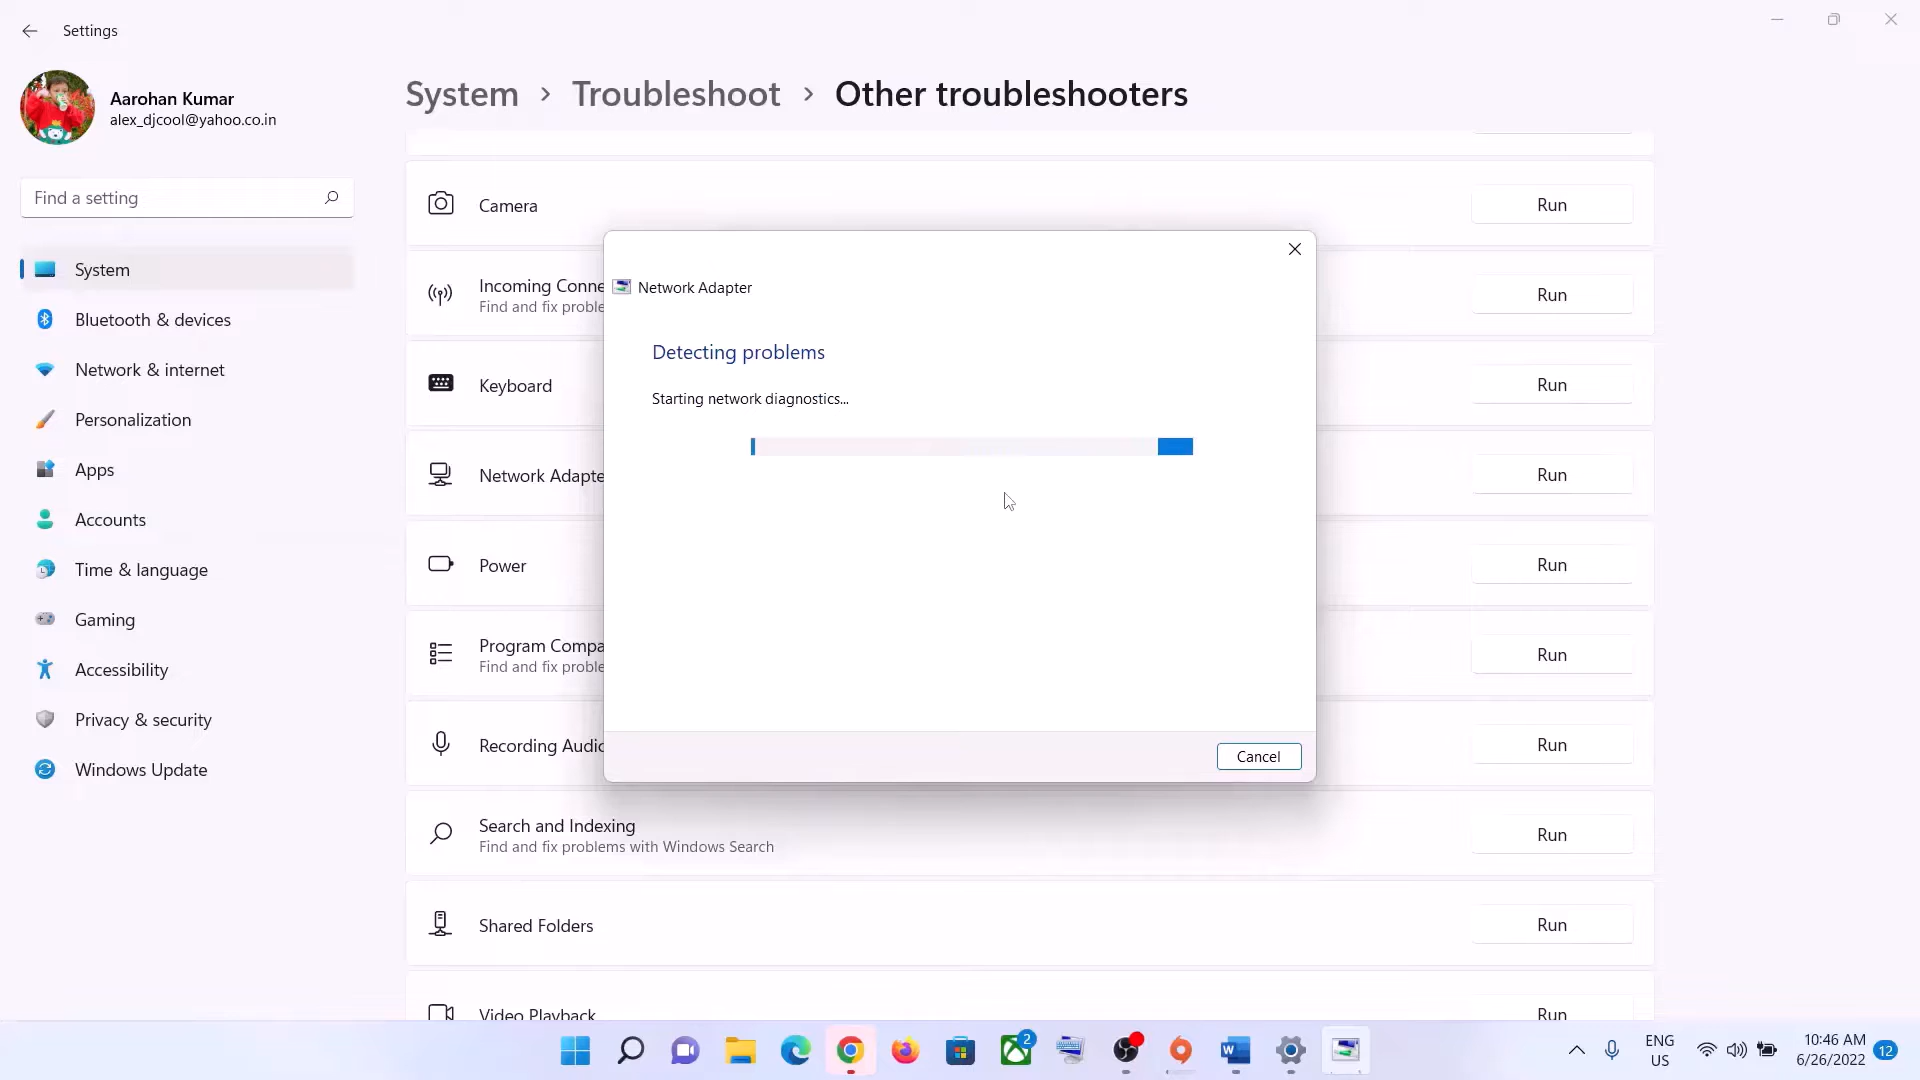 Settings
Aarohan Kumar
alex_djcool@yahoo.co.in
Find a setting
System
Bluetooth & devices
Network & internet
Personalization
Apps
Accounts
Time & language
Gaming
Accessibility
Privacy & security
Windows Update
System > Troubleshoot > Other troubleshooters
Camera
Run
Incoming Conne
Find and fix proble
Run
Keyboard
Run
Network Adapte
Run
Power
Run
Program Compa
Find and fix proble
Run
Recording Audio
Run
Search and Indexing
Find and fix problems with Windows Search
Run
Shared Folders
Run
Video Playback
Run
Network Adapter
Detecting problems
Starting network diagnostics...
Cancel
2
ENG
US
10:46 AM
6/26/2022
12